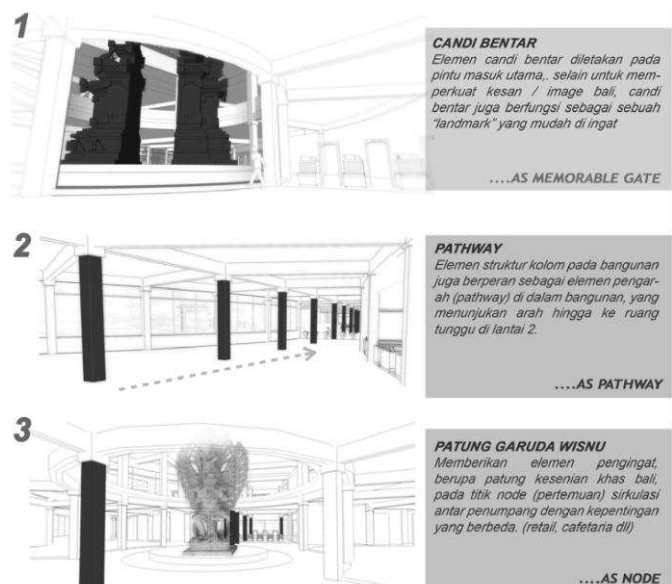 1
CANDI BENTAR
Elemen candi bentar diletakan pada
pintu masuk utama,. selain untuk mem-
perkuat kesan / image bali, candi
bentar juga berfungsi sebagai sebuah
"landmark" yang mudah di ingat
....AS MEMORABLE GATE
2
PATHWAY
Elemen struktur kolom pada bangunan
juga berperan sebagai elemen pengar-
ah (pathway) di dalam bangunan, yang
menunjukan arah hingga ke ruang
tunggu di lantai 2.
....AS PATHWAY
3
PATUNG GARUDA WISNU
Memberikan elemen pengingat,
berupa patung kesenian khas bali,
pada titik node (pertemuan) sirkulasi
antar penumpang dengan kepentingan
yang berbeda. (retail, cafetaria dll)
....AS NODE